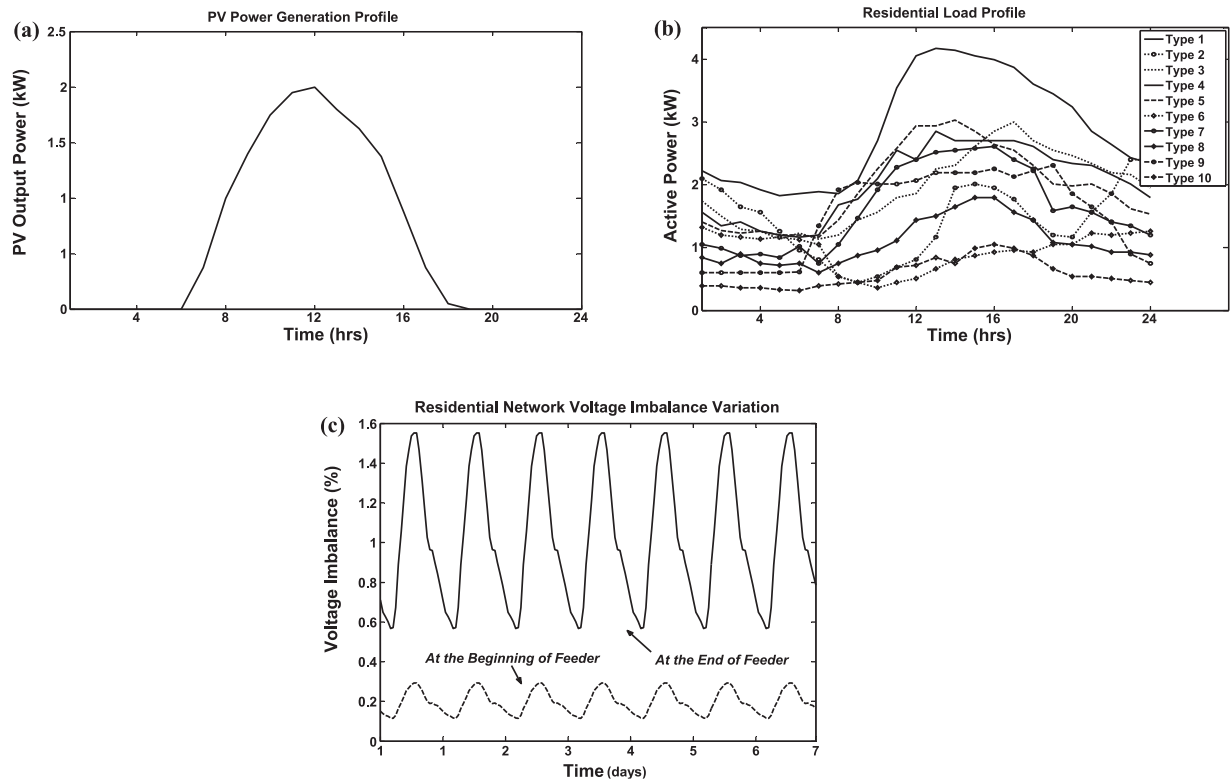 (a)
PV Power Generation Profile
2.5
2
1.5
1
1
0
PV Output Power (kW)
4
8
12
16
20
24
Time (hrs)
(b)
Residential Load Profile
4
3
2
1
0
Active Power (kW)
4
8
12
16
20
24
Time (hrs)
Type 1
Type 2
Type 3
Type 4
Type 5
Type 6
Type 7
Type 8
Type 9
Type 10
(c)
Residential Network Voltage Imbalance Variation
1.6
1.4
1.2
1
0.8
0.6
0.4
0.2
0
Voltage Imbalance (%)
At the Beginning of Feeder
At the End of Feeder
1
1
2
3
4
5
6
7
Time (days)